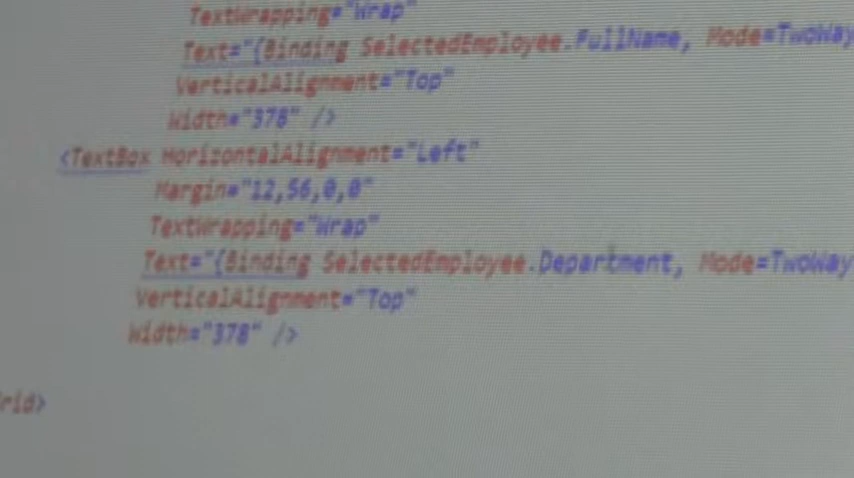 TextWrapping="Wrap"
Text="{Binding SelectedEmployee.FullName, Mode=TwoWay
VerticalAlignment="Top"
Width="378" />
<TextBox HorizontalAlignment="Left"
Margin="12,56,0,0"
TextWrapping="Wrap"
Text="{Binding SelectedEmployee.Department, Mode=TwoWay
VerticalAlignment="Top"
Width="378" />
rid>